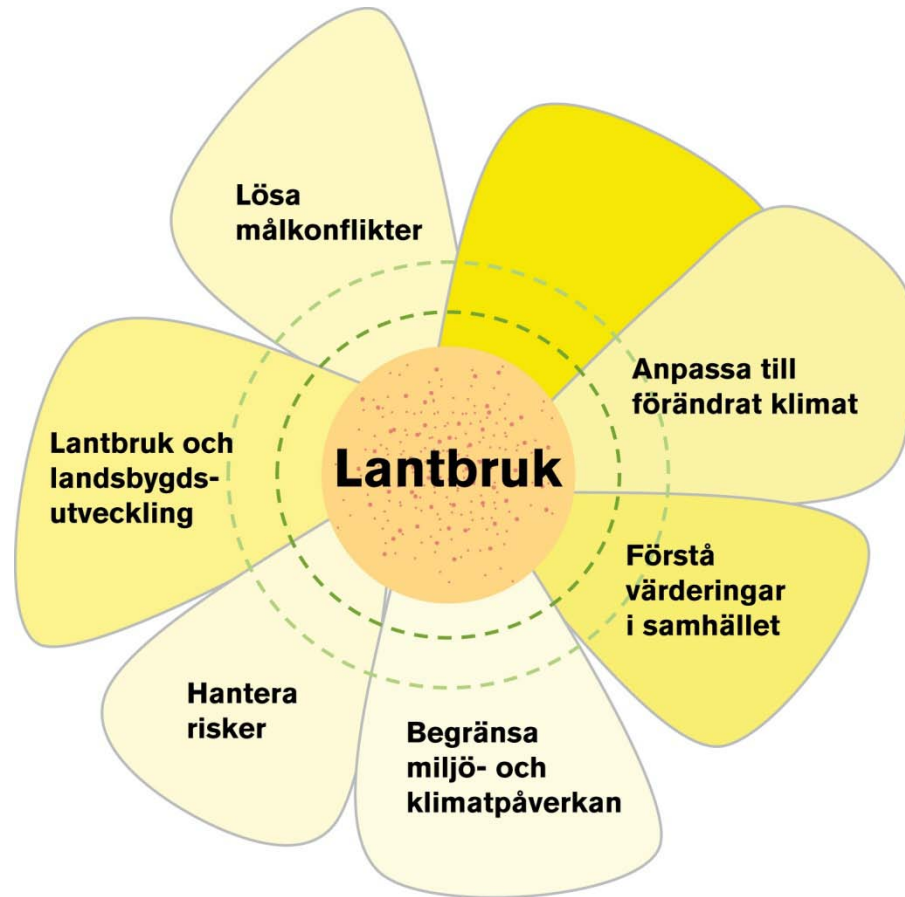 Lösa
målkonflikter
Anpassa till
förändrat klimat
Lantbruk och
landsbygds-
utveckling
Lantbruk
Förstå
värderingar
i samhället
Hantera
risker
Begränsa
miljö- och
klimatpåverkan